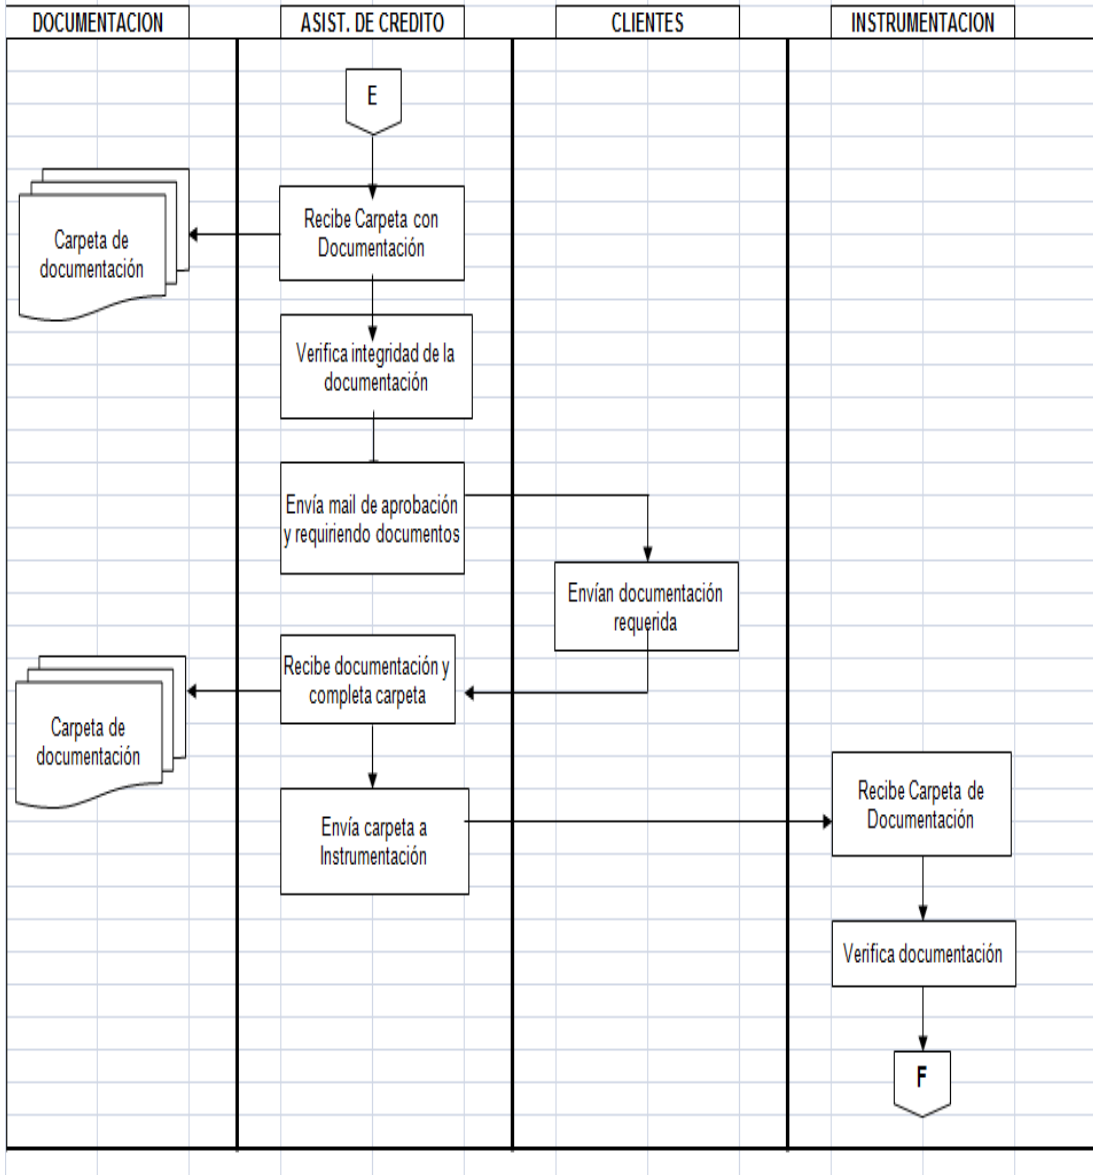 DOCUMENTACION
ASIST. DE CREDITO
CLIENTES
INSTRUMENTACION
E
Recibe Carpeta con
Documentación
Carpeta de
documentación
Verifica integridad de la
documentación
Envía mail de aprobación
y requiriendo documentos
Envían documentación
requerida
Recibe documentación y
completa carpeta
Carpeta de
documentación
Envía carpeta a
Instrumentación
Recibe Carpeta de
Documentación
Verifica documentación
F